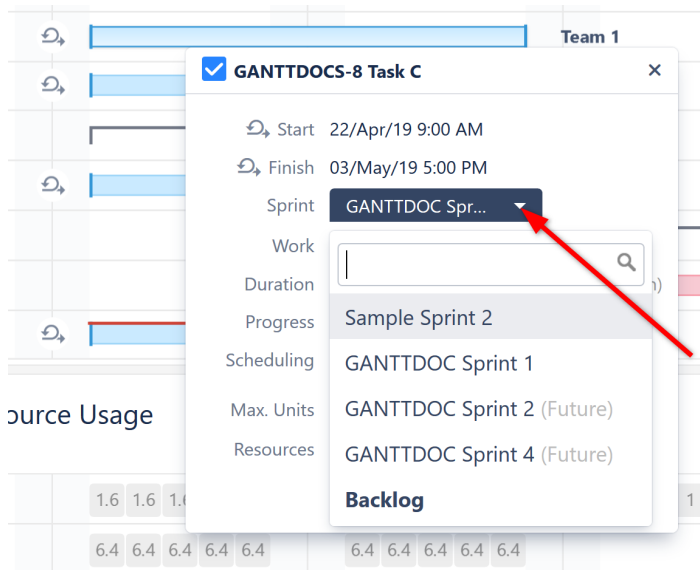 Team 1
GANTTDOCS-8 Task C
Start 22/Apr/19 9:00 AM
Finish 03/May/19 5:00 PM
Sprint GANTTDOC Spr...
Work
Duration
Progress
Scheduling
Max. Units
Resources
Sample Sprint 2
GANTTDOC Sprint 1
GANTTDOC Sprint 2 (Future)
GANTTDOC Sprint 4 (Future)
Backlog
ource Usage
1.6 1.6 1.6 1
6.4 6.4 6.4 6.4 6.4 6.4 6.4 6.4 6.4 6.4